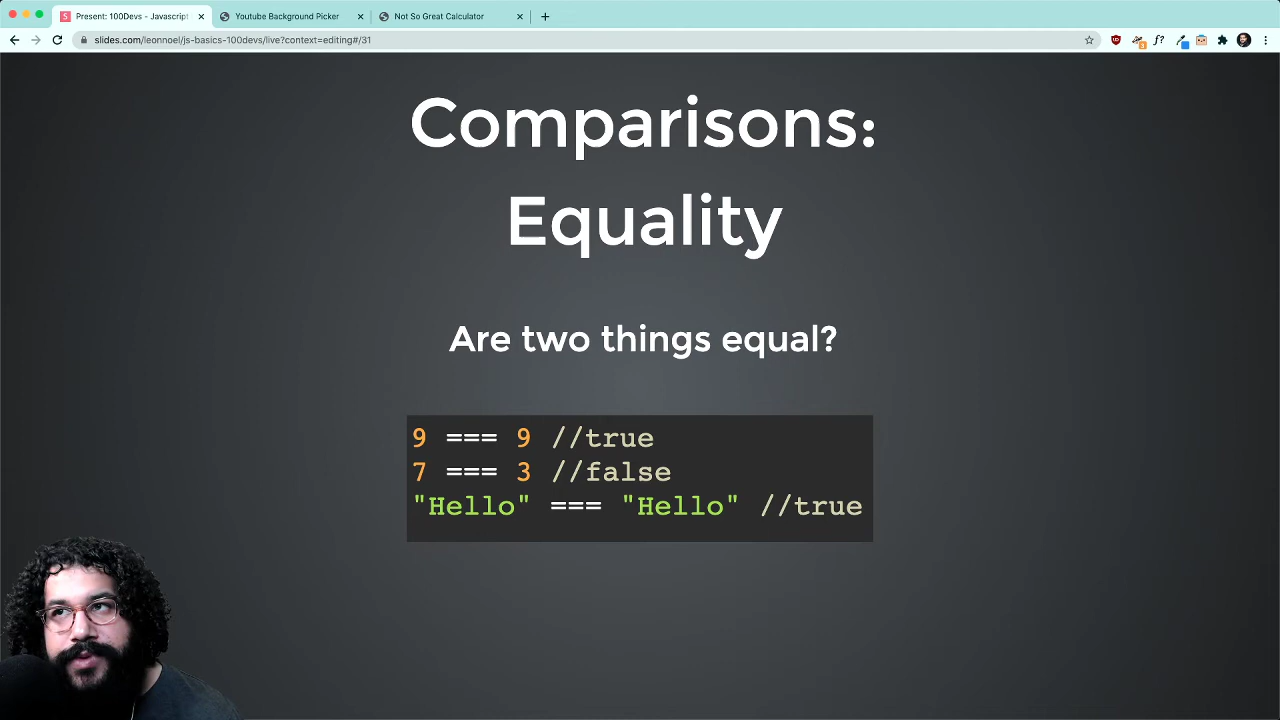 Present: 100Devs - Javascript
Youtube Background Picker
Not So Great Calculator
slides.com/leonnoel/js-basics-100devs/live?context=editing#/31
Comparisons:
Equality
Are two things equal?
9 === 9 //true
7 === 3 //false
"Hello" === "Hello" //true